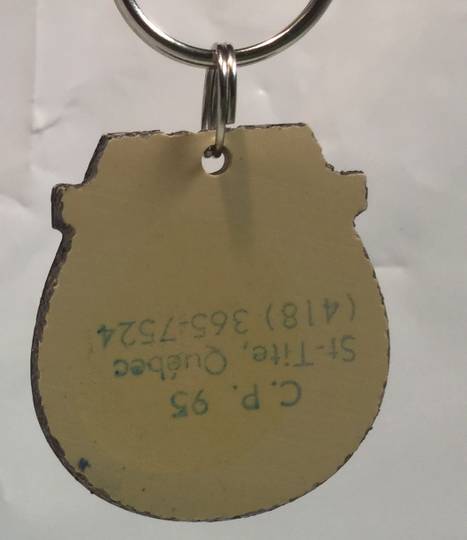 C.P. 95
St-Tite, Québec
(418) 365-7524